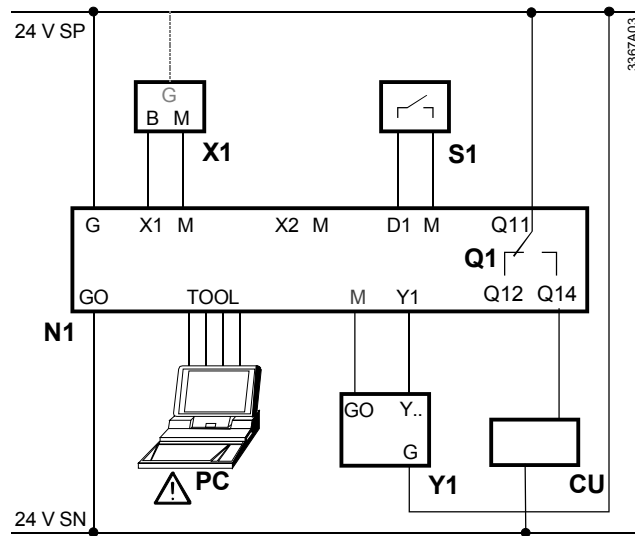 24 V SP
3367A03
G
B M
X1
S1
G X1 M X2 M D1 M Q11
Q1
GO TOOL M Y1 Q12 Q14
N1
GO Y..
G
PC
Y1
CU
24 V SN